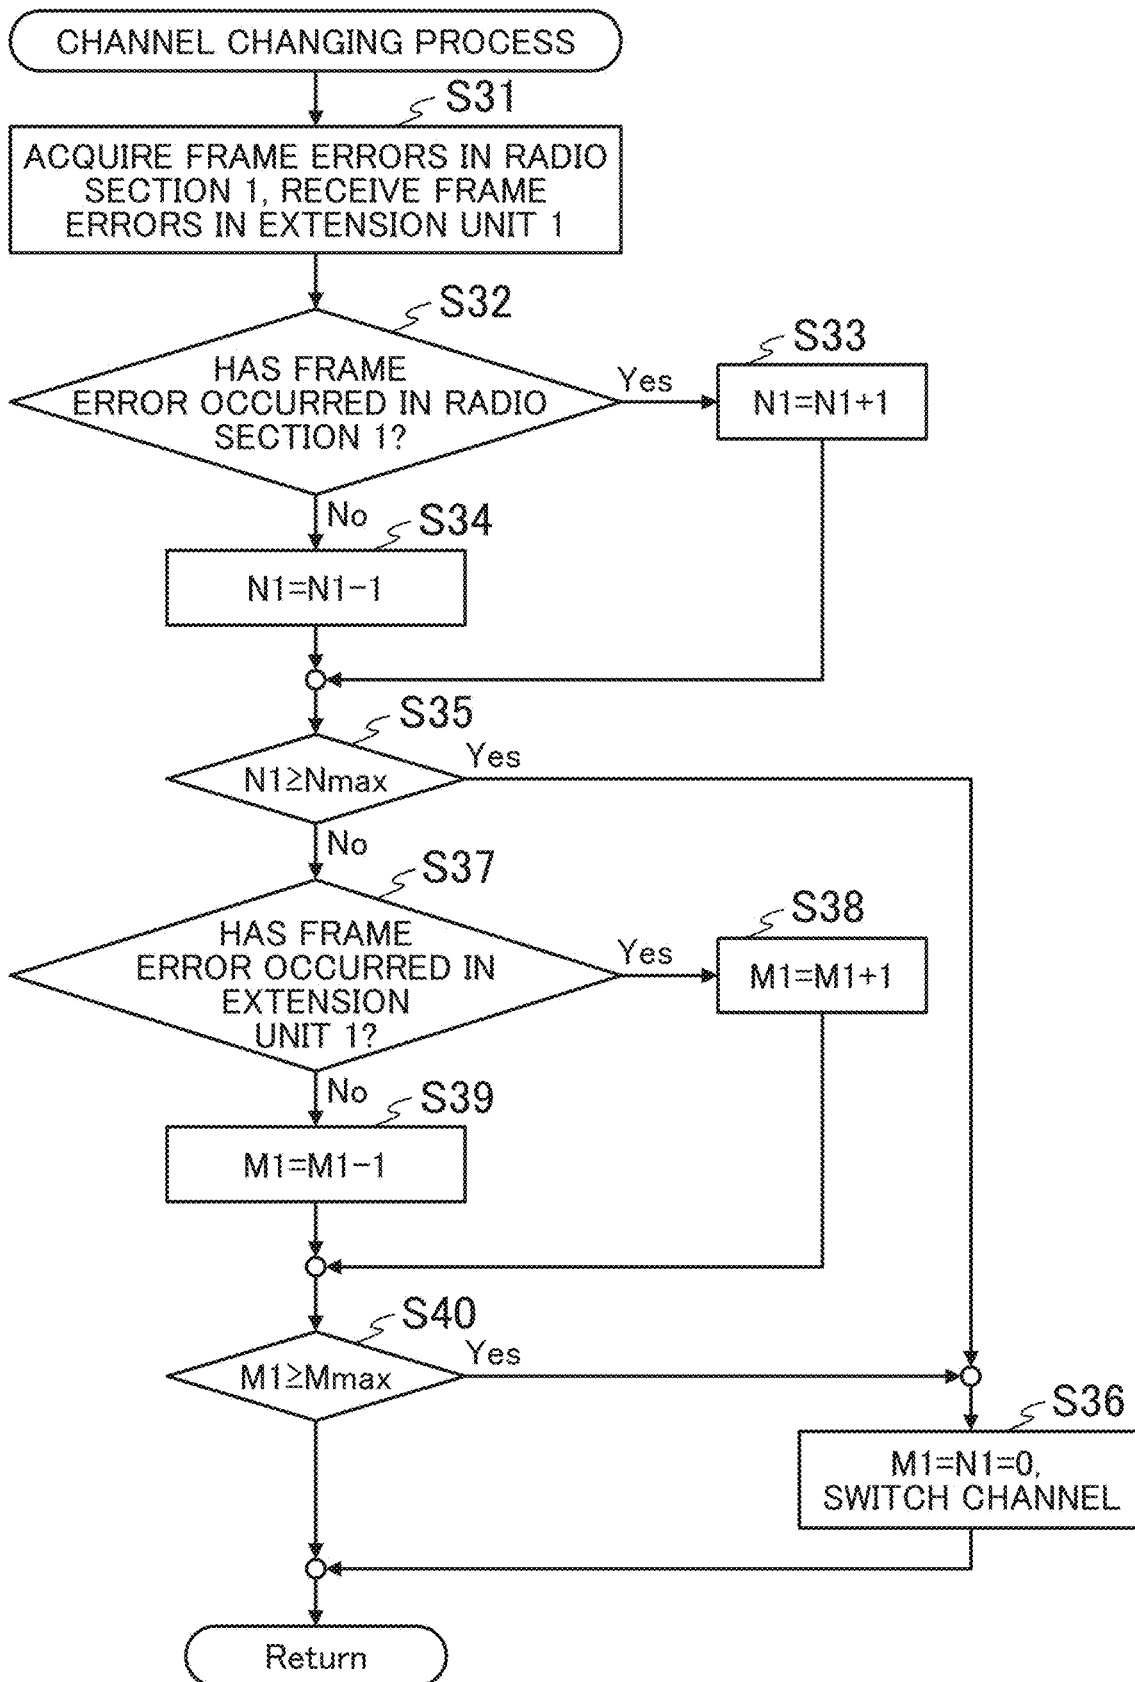 CHANNEL CHANGING PROCESS
S31
ACQUIRE FRAME ERRORS IN RADIO
SECTION 1, RECEIVE FRAME
ERRORS IN EXTENSION UNIT 1
S32
HAS FRAME
ERROR OCCURRED IN RADIO
SECTION 1?
Yes
S33
N1=N1+1
No
S34
N1=N1-1
S35
N1≥Nmax
Yes
No
S37
HAS FRAME
ERROR OCCURRED IN
EXTENSION
UNIT 1?
Yes
S38
M1=M1+1
No
S39
M1=M1-1
S40
M1≥Mmax
Yes
S36
M1=N1=0,
SWITCH CHANNEL
Return